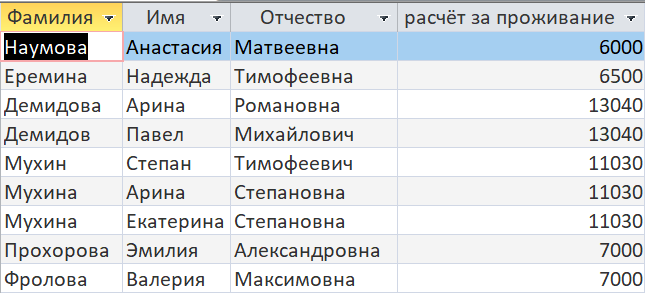 Фамилия Имя Отчество расчёт за проживание
Наумова Анастасия Матвеевна 6000
Еремина Надежда Тимофеевна 6500
Демидова Арина Романовна 13040
Демидов Павел Михайлович 13040
Мухин Степан Тимофеевич 11030
Мухина Арина Степановна 11030
Мухина Екатерина Степановна 11030
Прохорова Эмилия Александровна 7000
Фролова Валерия Максимовна 7000